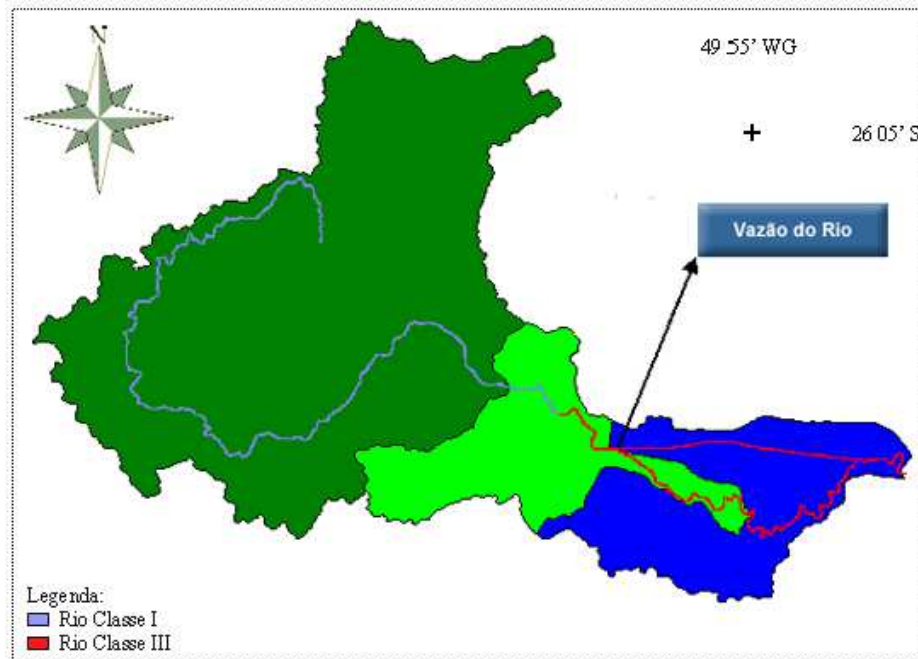 N
49 55' WG
26 05' S
Vazão do Rio
Legenda:
Rio Classe I
Rio Classe III